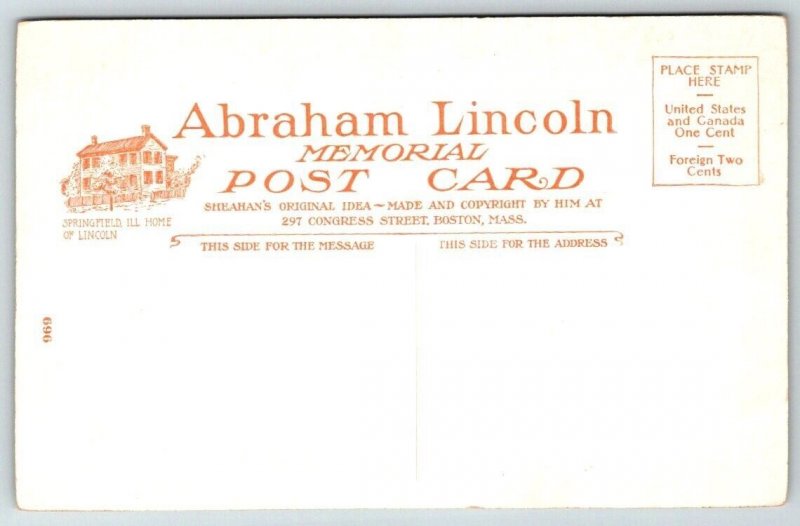 Abraham Lincoln
MEMORIAL
POST CARD
SHEAHAN'S ORIGINAL IDEA – MADE AND COPYRIGHT BY HIM AT
297 CONGRESS STREET, BOSTON, MASS.
SPRINGFIELD, ILL HOME
OF LINCOLN
PLACE STAMP
HERE
United States
and Canada
One Cent
Foreign Two
Cents
THIS SIDE FOR THE MESSAGE
THIS SIDE FOR THE ADDRESS
669